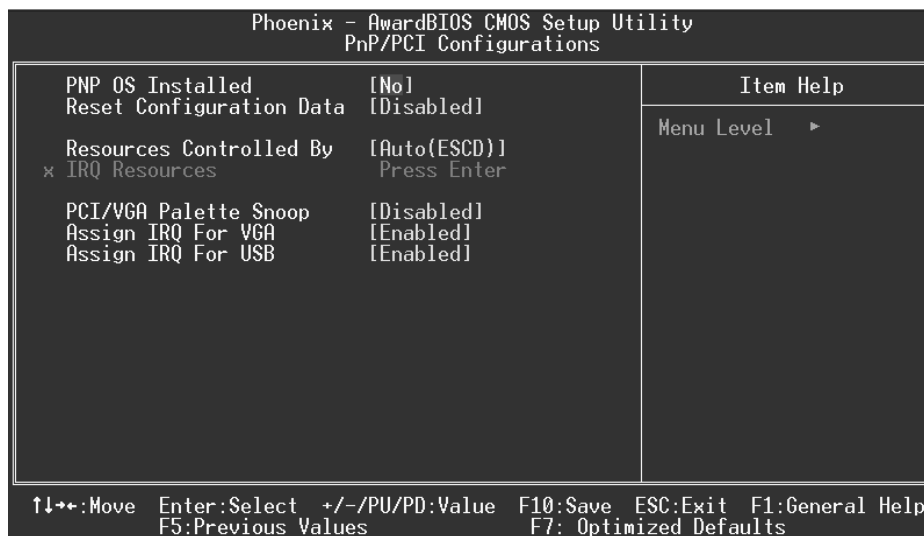 Phoenix - AwardBIOS CMOS Setup Utility
PnP/PCI Configurations
PNP OS Installed [No]
Reset Configuration Data [Disabled]
Resources Controlled By [Auto(ESCD)]
x IRQ Resources Press Enter
PCI/VGA Palette Snoop [Disabled]
Assign IRQ For VGA [Enabled]
Assign IRQ For USB [Enabled]
Item Help
Menu Level ►
↑↓→←:Move Enter:Select +/-/PU/PD:Value F10:Save ESC:Exit F1:General Help
F5:Previous Values F7: Optimized Defaults